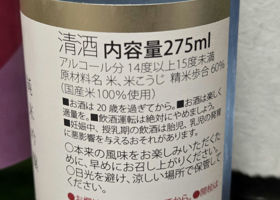 清酒 内容量275ml
アルコール分 14度以上15度未満
原材料名 米、米こうじ 精米歩合 60%
(国産米100%使用)
■お酒は20歳を過ぎてから。■お酒は楽しく
適量を。■飲酒運転は絶対にやめましょう。
■妊娠中、授乳期の飲酒は胎児、乳児の発育
に悪影響を与えるおそれがあります。
○本来の風味をお楽しみいただく
ために、早めにお召し上がりください。
○日光を避け、涼しい場所で保管して
ください。